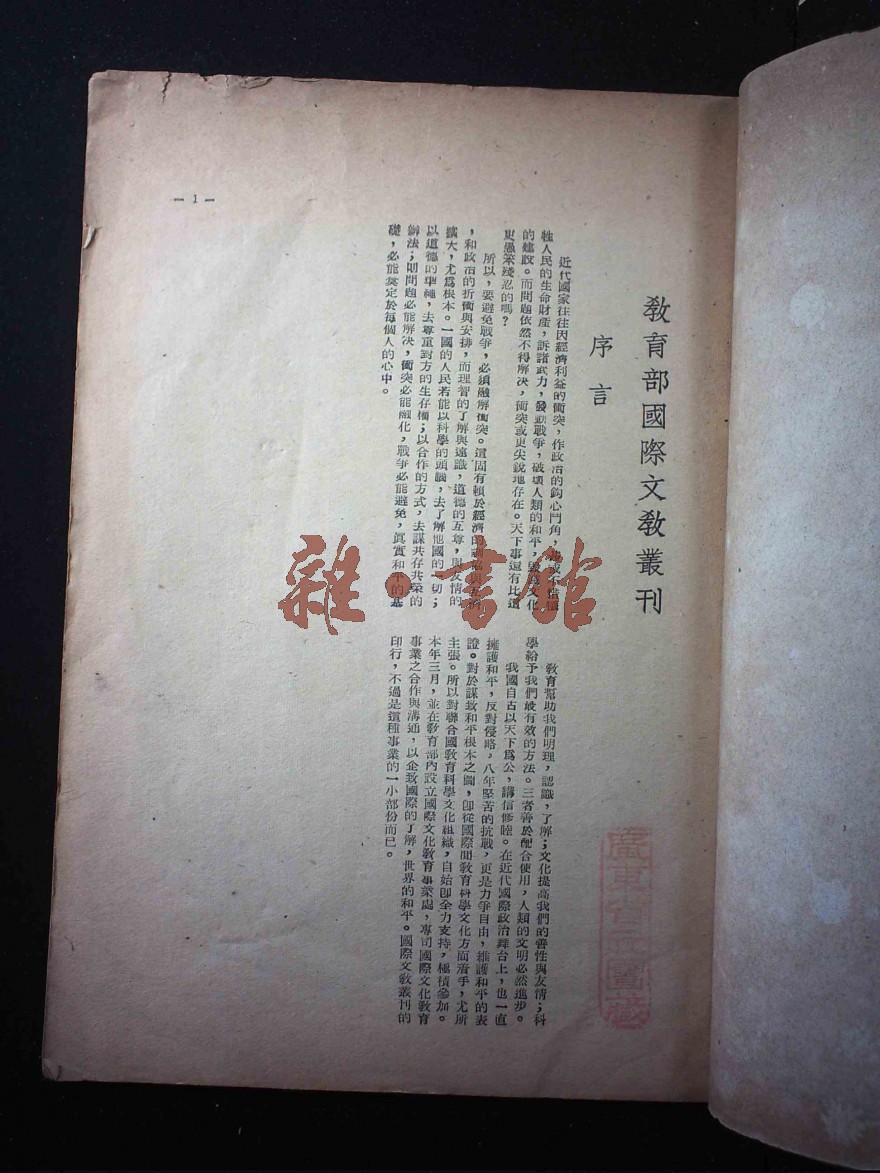 教育部國際文教叢刊
序言
近代國家往往因經濟利益的衝突，作政治的鈎心鬥角，
牲人民的生命財產，訴諸武力，發動戰爭，破壞人類的和平，毀滅文化
的建設。而問題依然不得解決，衝突或更尖銳地存在。天下事還有比這
更愚笨殘忍的嗎？
所以，要避免戰爭，必須融解衝突。這固有賴於經濟的
，和政治的折衝與安排，而理智的了解與遠識，道德的互尊，與友情的
擴大，尤爲根本。一國的人民若能以科學的頭腦，去了解他國的一切；
以道德的準繩，去尊重對方的生存權；以合作的方式，去謀共存共榮的
辦法；則問題必能解决，衝突必能融化，戰爭必能避免，眞實和平的基
礎，必能奠定於每個人的心中。
教育幫助我們明理，認識，了解；文化提高我們的善性與友情；科
學給予我們最有效的方法。三者善於配合使用，人類的文明必然進步。
我國自古以天下爲公，講信修睦。在近代國際政治舞台上，也一直
擁護和平，反對侵略，八年堅苦的抗戰，更是力爭自由，維護和平的表
證。對於謀致和平根本之圖，卽從國際間教育科學文化方面着手，尤所
主張。所以對聯合國教育科學文化組織，自始卽全力支持，極積參加。
本年三月，並在教育部內設立國際文化教育事業處，專司國際文化教育
事業之合作與溝通，以企致國際的了解，世界的和平。國際文教叢刊的
印行，不過是這種事業的一小部份而已。
— 1 —
雜·書館